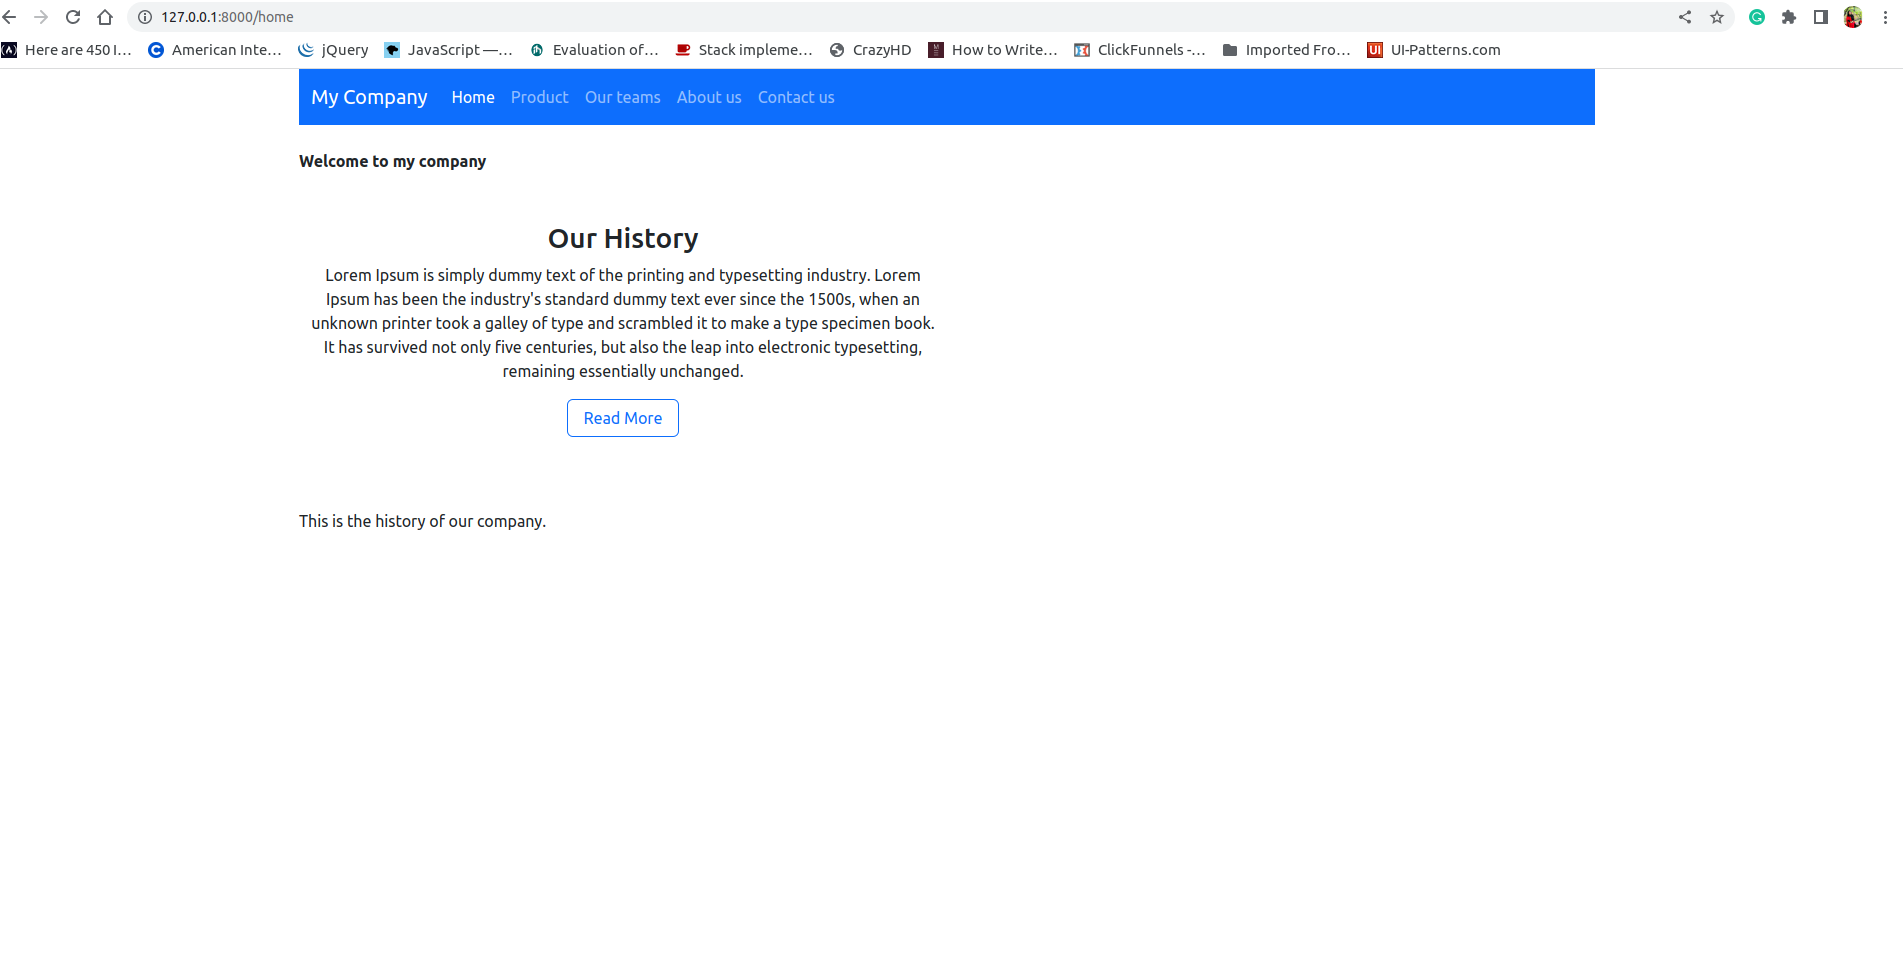 127.0.0.1:8000/home
Here are 450 I… American Inte… jQuery JavaScript —… Evaluation of… Stack impleme… CrazyHD How to Write… ClickFunnels -… Imported Fro… UI UI-Patterns.com
My Company Home Product Our teams About us Contact us
Welcome to my company
Our History
Lorem Ipsum is simply dummy text of the printing and typesetting industry. Lorem
Ipsum has been the industry's standard dummy text ever since the 1500s, when an
unknown printer took a galley of type and scrambled it to make a type specimen book.
It has survived not only five centuries, but also the leap into electronic typesetting,
remaining essentially unchanged.
Read More
This is the history of our company.